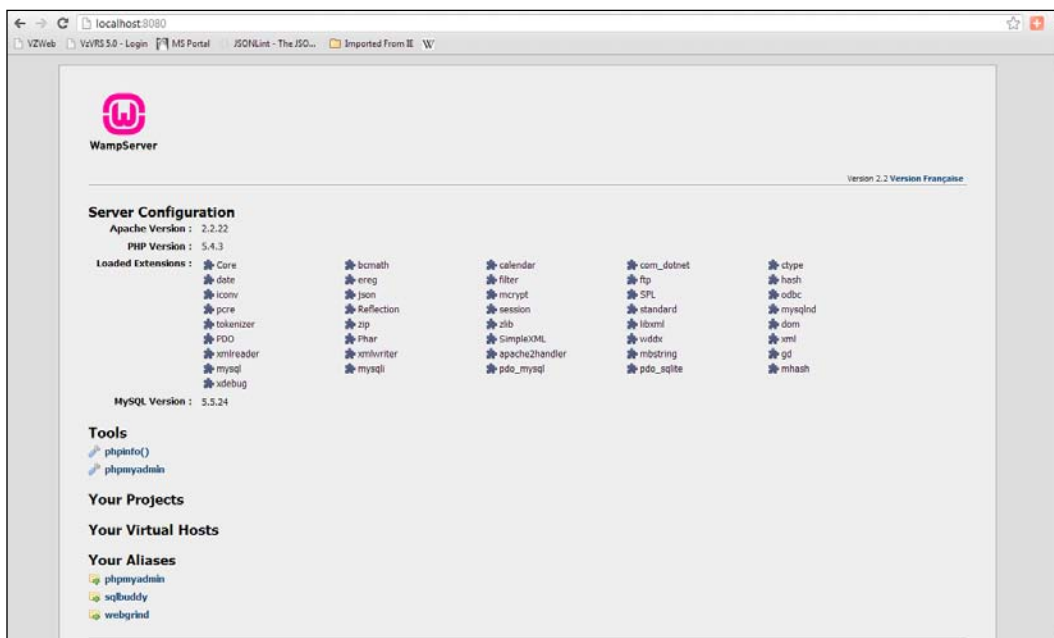 localhost:8080
VZWeb VzVRS 5.0 - Login MS Portal JSONLint - The JSO... Imported From IE W
W
WampServer
Version 2.2 Version Française
Server Configuration
Apache Version : 2.2.22
PHP Version : 5.4.3
Loaded Extensions : Core bcmath calendar com_dotnet ctype
date ereg filter ftp hash
iconv json mcrypt SPL odbc
pcre Reflection session standard mysqlnd
tokenizer zip zlib libxml dom
PDO Phar SimpleXML wddx xml
xmlreader xmlwriter apache2handler mbstring gd
mysql mysqli pdo_mysql pdo_sqlite mhash
xdebug
MySQL Version : 5.5.24
Tools
phpinfo()
phpmyadmin
Your Projects
Your Virtual Hosts
Your Aliases
phpmyadmin
sqlbuddy
webgrind